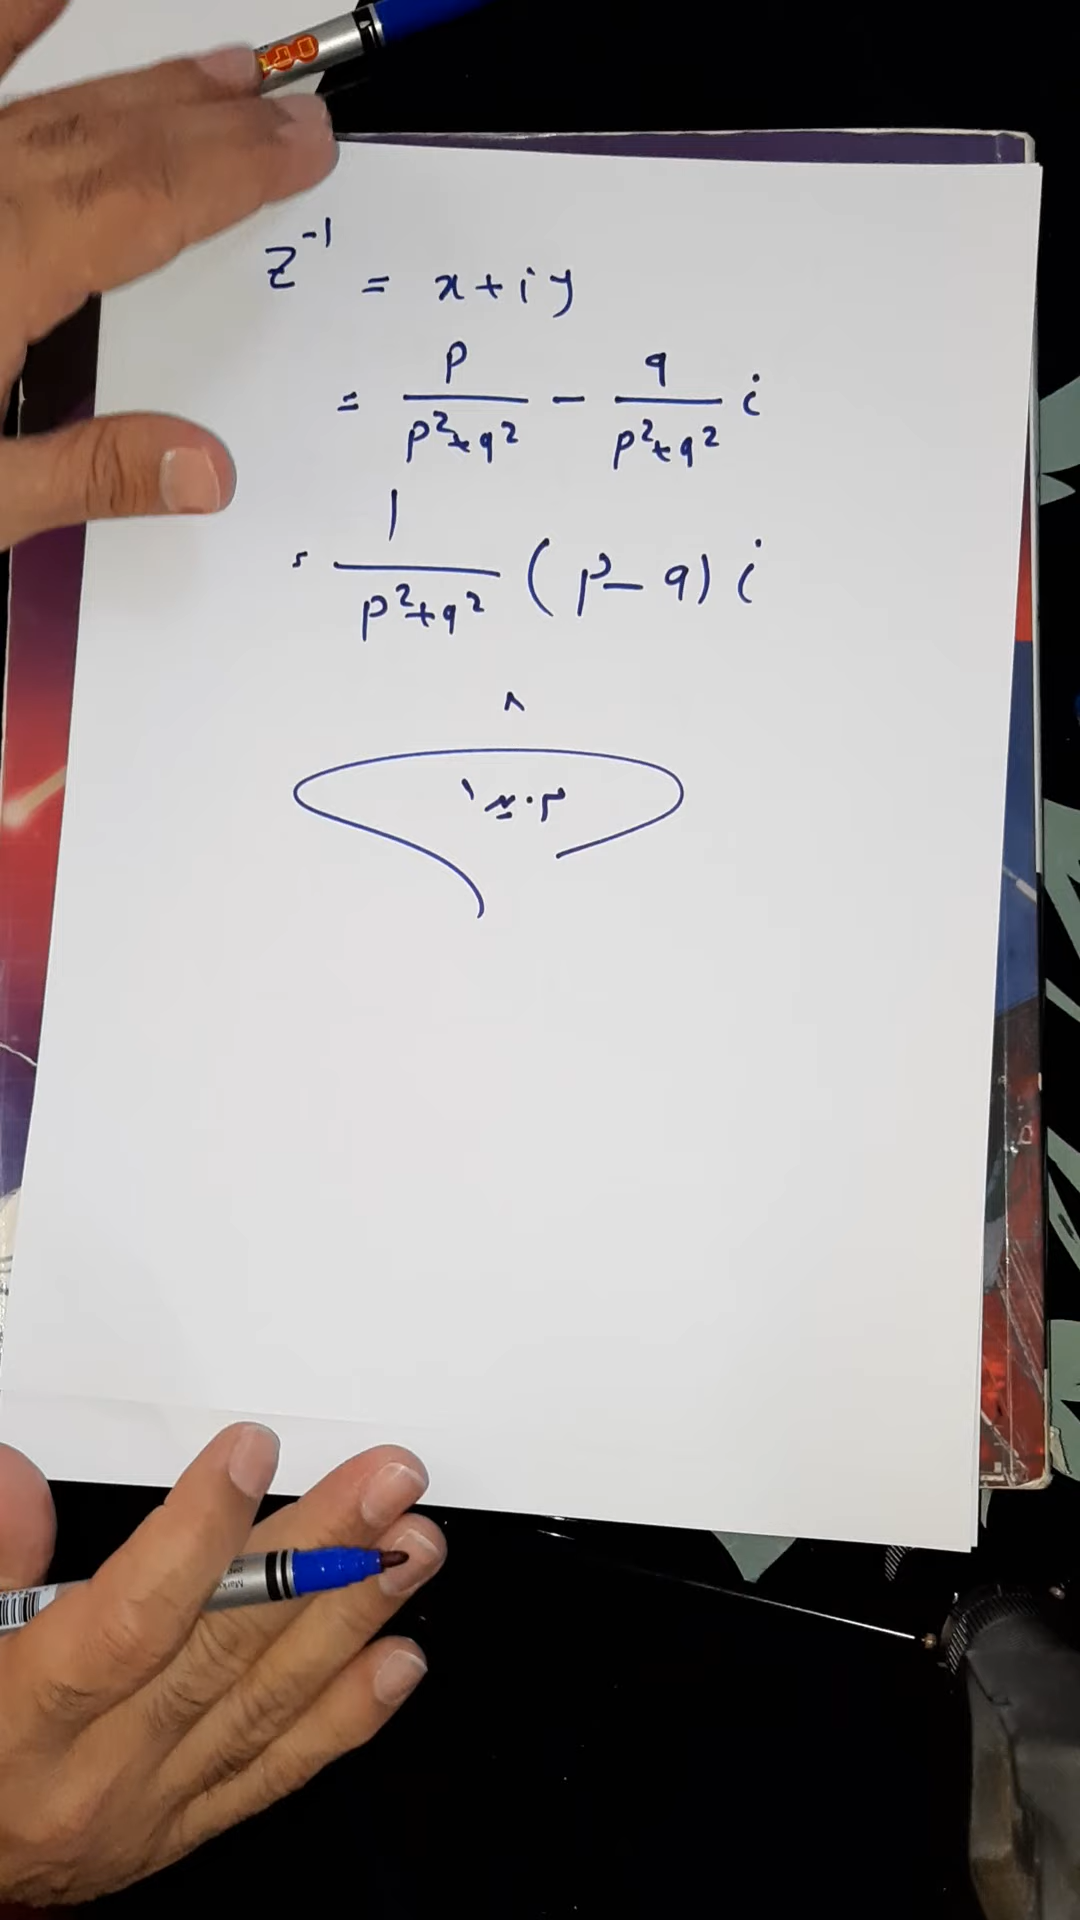 z⁻¹ = x+iy
= p/(p²+q²) − q/(p²+q²) i
= 1/(p²+q²) (p−q) i